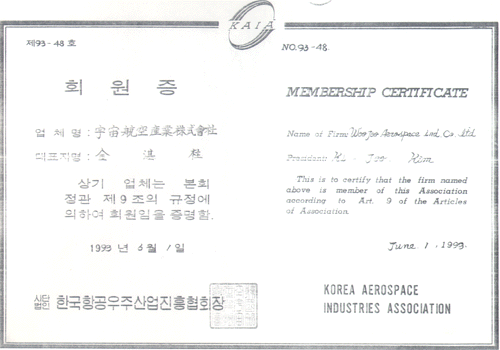 KAIA
제93-48호
회원증
업체명: 宇宙航空産業株式會社
대표자명: 金
상기 업체는 본회
정관 제9조의 규정에
의하여 회원임을 증명함.
1993년 6월 1일
사단법인 한국항공우주산업진흥협회장
NO. 93-48.
MEMBERSHIP CERTIFICATE
Name of Firm: Woo Joo Aerospace Ind Co. Ltd.
President: Joo Kim
This is to certify that the firm named
above is member of this Association
according to Art. 9 of the Articles
of Association.
June 1, 1993.
KOREA AEROSPACE
INDUSTRIES ASSOCIATION